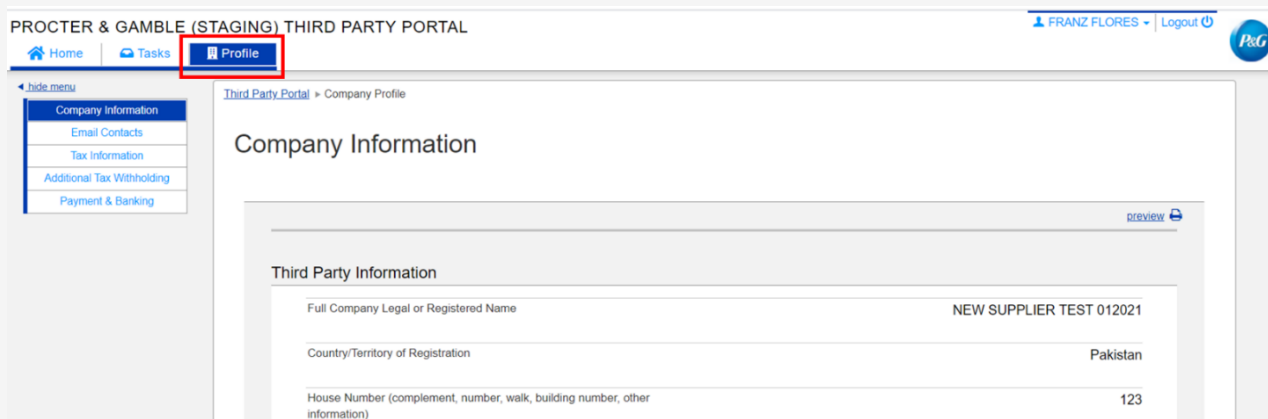 PROCTER & GAMBLE (STAGING) THIRD PARTY PORTAL
FRANZ FLORES
Logout
P&G
Home
Tasks
Profile
hide menu
Company Information
Email Contacts
Tax Information
Additional Tax Withholding
Payment & Banking
Third Party Portal ▸ Company Profile
Company Information
preview
Third Party Information
Full Company Legal or Registered Name
NEW SUPPLIER TEST 012021
Country/Territory of Registration
Pakistan
House Number (complement, number, walk, building number, other
information)
123